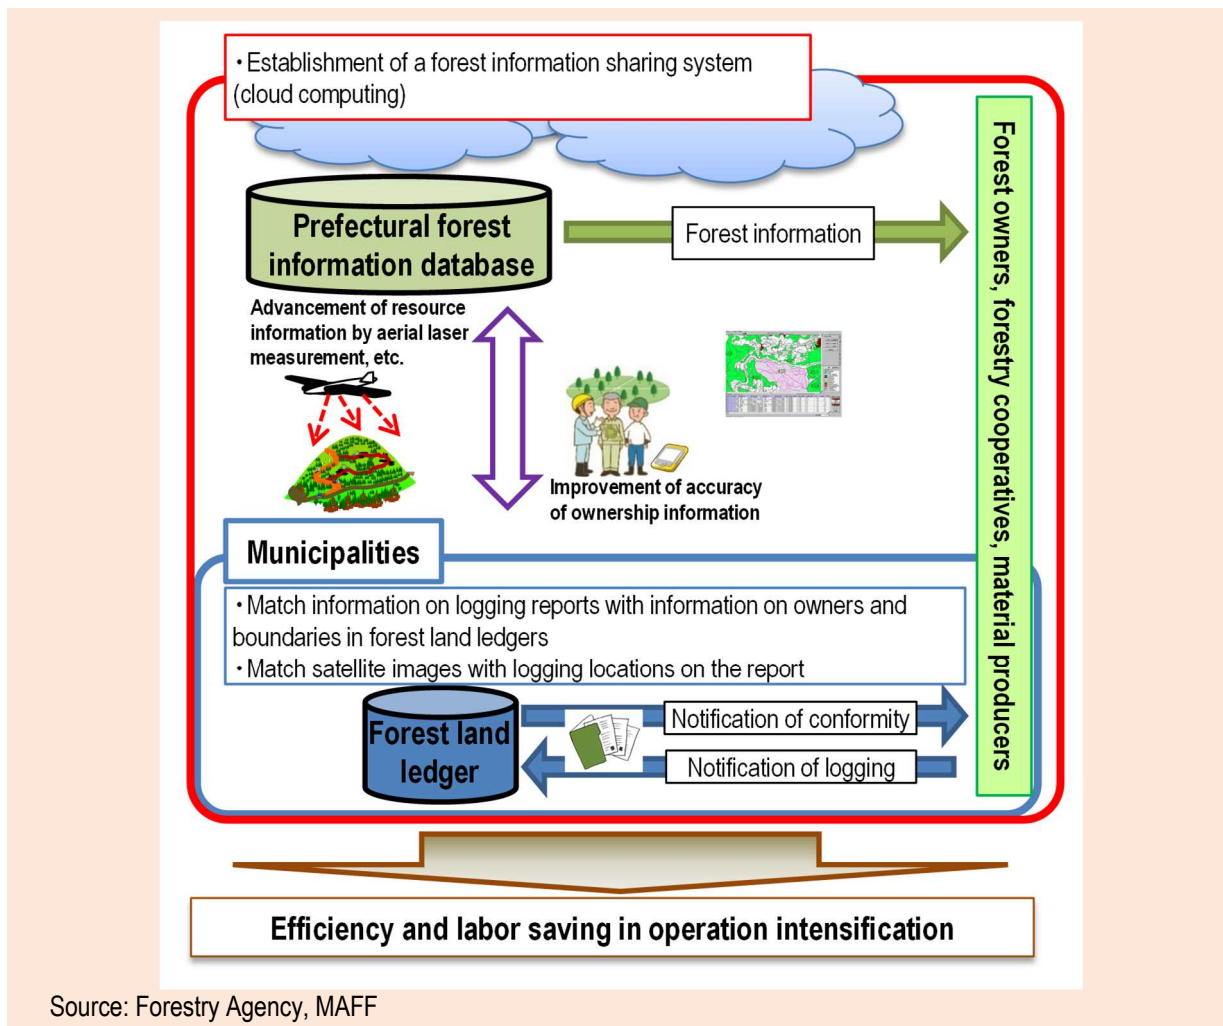 ・Establishment of a forest information sharing system
(cloud computing)
Prefectural forest
information database
Forest information
Forest owners, forestry cooperatives, material producers
Advancement of resource
information by aerial laser
measurement, etc.
Improvement of accuracy
of ownership information
Municipalities
・Match information on logging reports with information on owners and
boundaries in forest land ledgers
・Match satellite images with logging locations on the report
Forest land
ledger
Notification of conformity
Notification of logging
Efficiency and labor saving in operation intensification
Source: Forestry Agency, MAFF